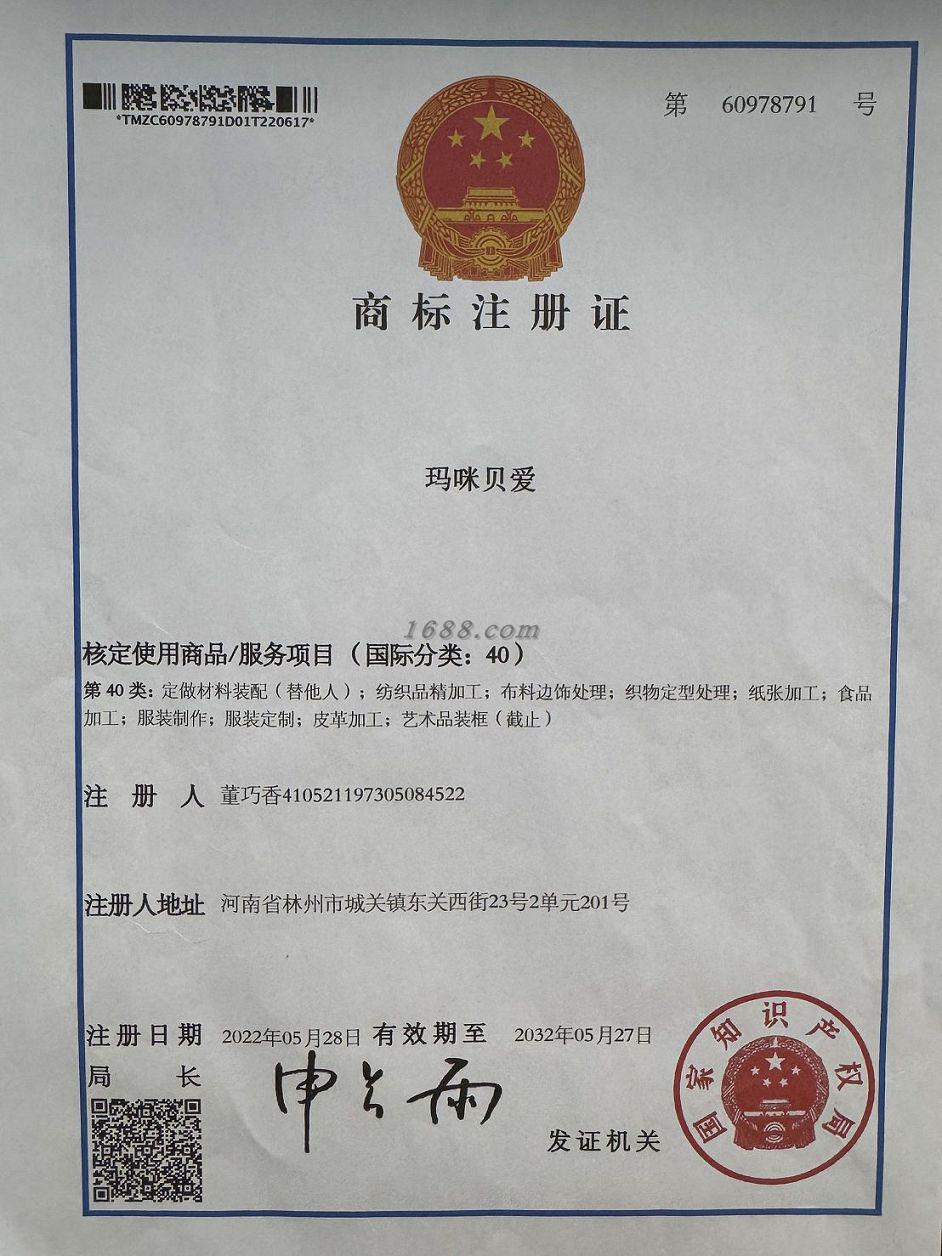 *TMZC60978791D01T220617*
第 60978791 号
商标注册证
玛咪贝爱
1688.com
核定使用商品/服务项目（国际分类：40）
第 40 类：定做材料装配（替他人）；纺织品精加工；布料边饰处理；织物定型处理；纸张加工；食品
加工；服装制作；服装定制；皮革加工；艺术品装框（截止）
注册人 董巧香410521197305084522
注册人地址 河南省林州市城关镇东关西街23号2单元201号
注册日期 2022年05月28日 有效期至 2032年05月27日
局长 申长雨
发证机关
国家知识产权局